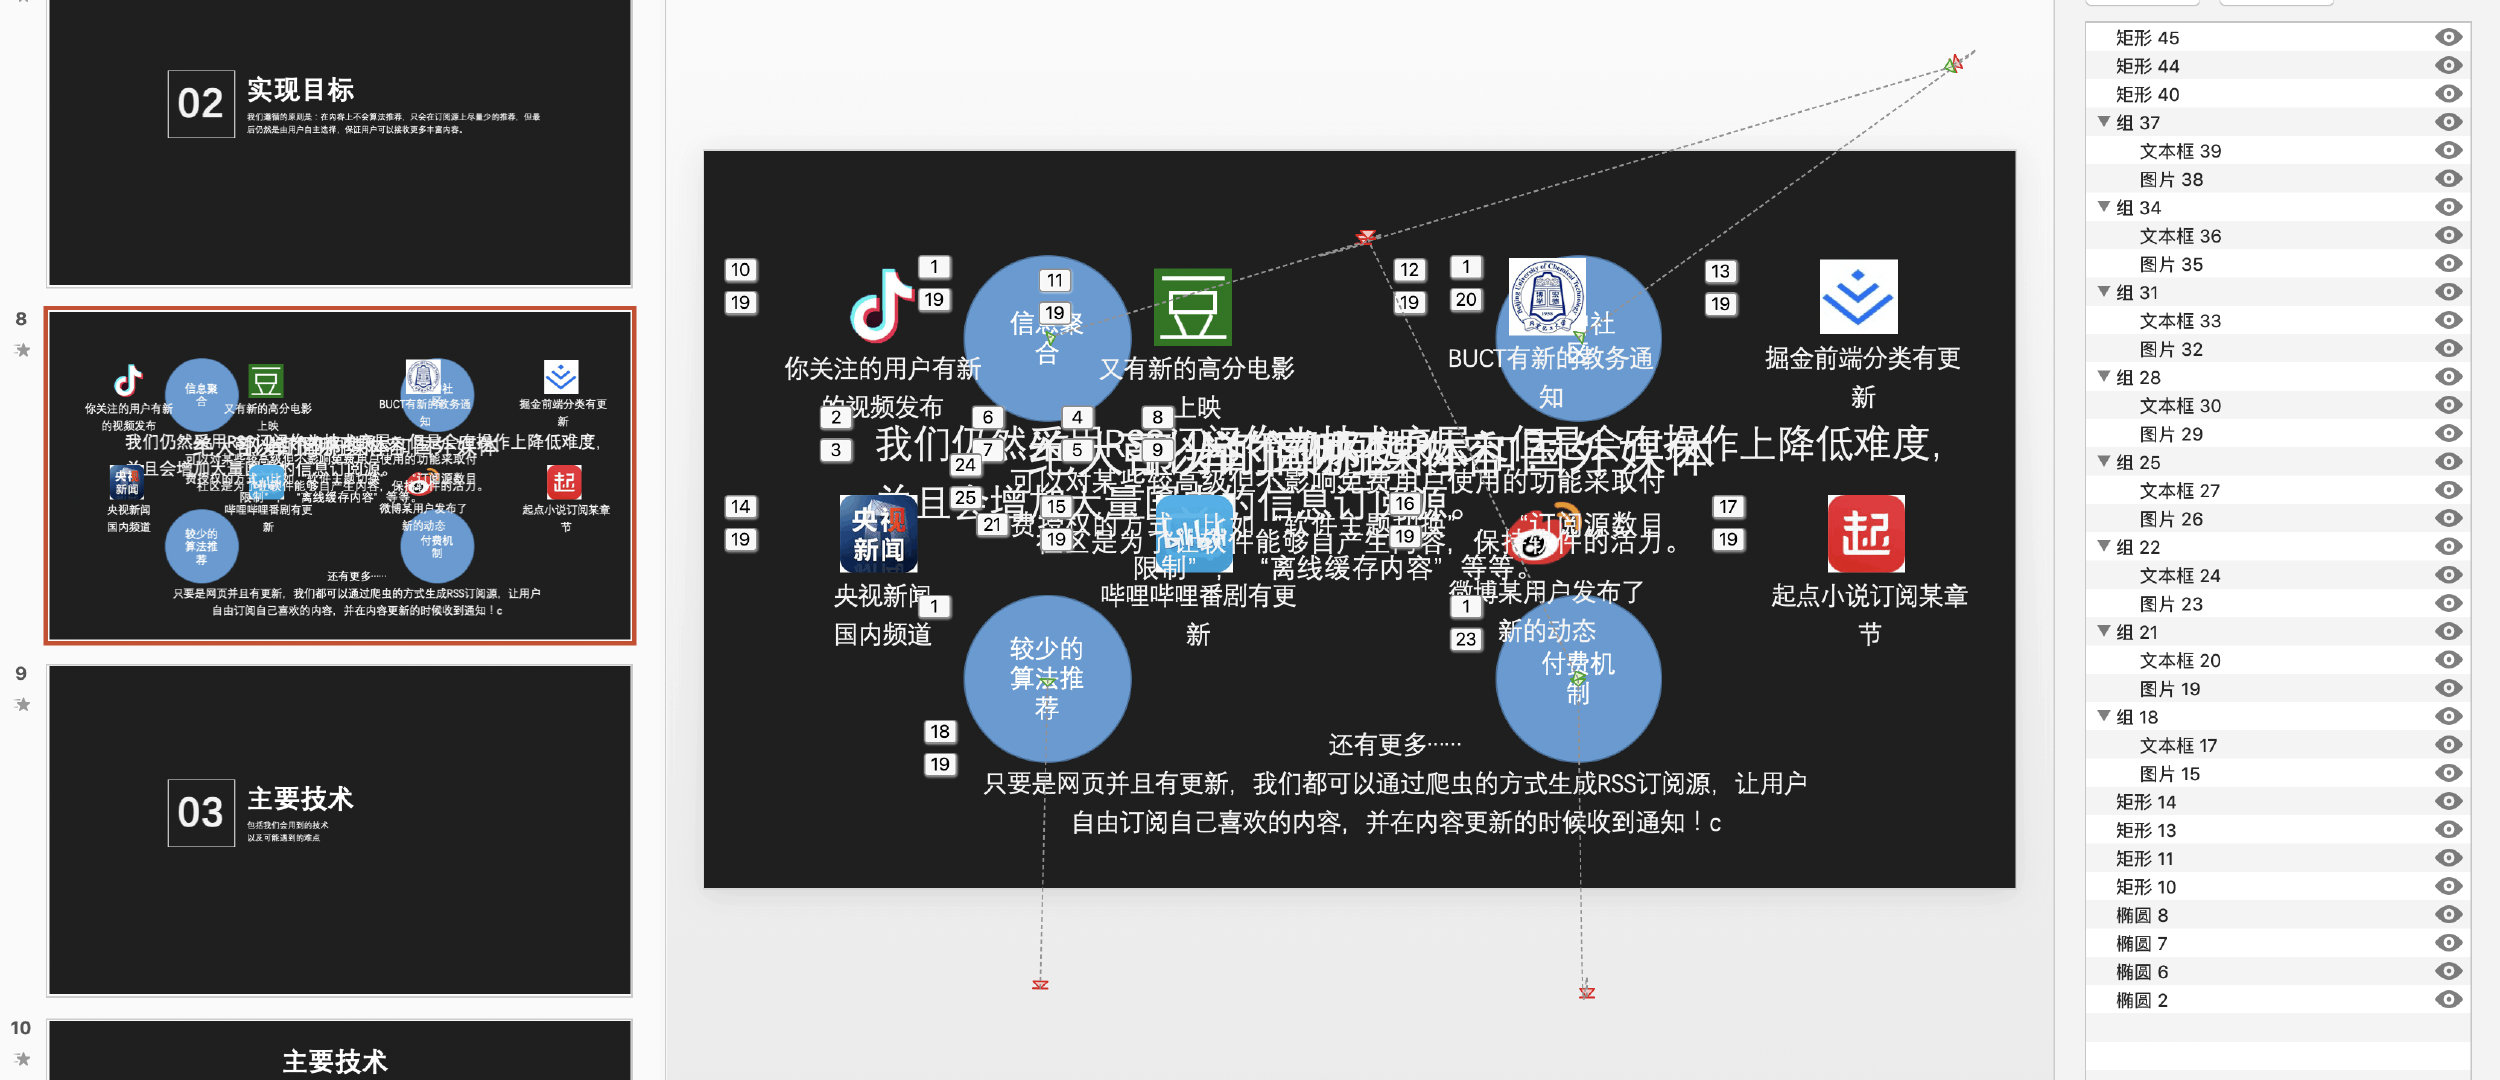 02
实现目标
我们遵循的原则是：在内容上不会算法推荐，只会在订阅源上尽量少的推荐，但最
后仍然是由用户自主选择，保证用户可以接收更多丰富内容。
8
信息聚
合
你关注的用户有新
的视频发布
又有新的高分电影
上映
BUCT有新的教务通
知
掘金前端分类有更
新
央视
新闻
央视新闻
国内频道
哔哩哔哩番剧有更
新
微博某用户发布了
新的动态
起
起点小说订阅某章
节
较少的
算法推
荐
付费机
制
还有更多……
只要是网页并且有更新，我们都可以通过爬虫的方式生成RSS订阅源，让用户
自由订阅自己喜欢的内容，并在内容更新的时候收到通知！c
9
03
主要技术
包括我们会用到的技术
以及可能遇到的难点
10
主要技术
10
19
1
19
11
19
12
19
1
20
13
19
信息聚
合
豆
社
你关注的用户有新
的视频发布
又有新的高分电影
上映
BUCT有新的教务通
知
掘金前端分类有更
新
2
3
6
7
4
5
8
9
24
25
21
我们仍然采用RSS订阅
操作上降低难度，
并且会增加大量
的信息订阅源。
可以对某些较高级但不影响免费用户使用的功能采取付
费授权的方式，比如“软件主题切换”，“订阅源数目
限制”，“离线缓存内容”等等。
社区是为了让软件能够自产生内容，保持软件的活力。
14
19
15
19
16
19
17
19
央视
新闻
起
央视新闻
国内频道
哔哩哔哩番剧有更
新
微博某用户发布了
新的动态
起点小说订阅某章
节
1
1
23
较少的
算法推
荐
付费机
制
18
19
还有更多……
只要是网页并且有更新，我们都可以通过爬虫的方式生成RSS订阅源，让用户
自由订阅自己喜欢的内容，并在内容更新的时候收到通知！c
矩形 45
矩形 44
矩形 40
组 37
文本框 39
图片 38
组 34
文本框 36
图片 35
组 31
文本框 33
图片 32
组 28
文本框 30
图片 29
组 25
文本框 27
图片 26
组 22
文本框 24
图片 23
组 21
文本框 20
图片 19
组 18
文本框 17
图片 15
矩形 14
矩形 13
矩形 11
矩形 10
椭圆 8
椭圆 7
椭圆 6
椭圆 2